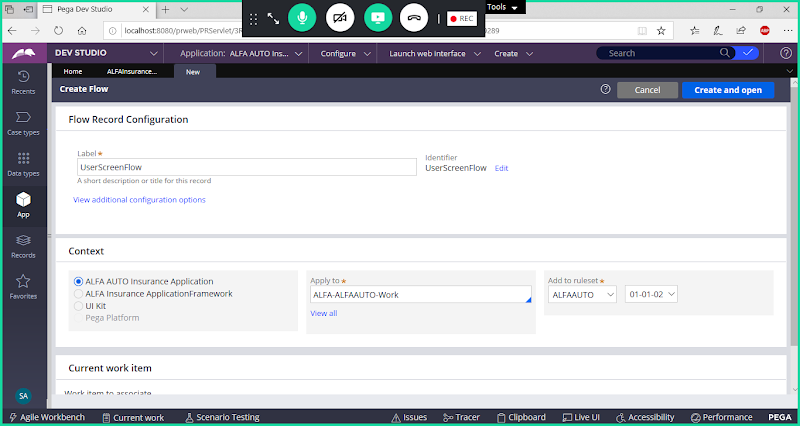 Tools
Pega Dev Studio
REC
localhost:8080/prweb/PRServlet/3F
0289
ABP
DEV STUDIO
Application: ALFA AUTO Ins...
Configure
Launch web interface
Create
Search
Home
ALFAInsurance...
New
Recents
Create Flow
Cancel
Create and open
Case types
Flow Record Configuration
Data types
Label*
Identifier
UserScreenFlow
UserScreenFlow
Edit
A short description or title for this record
App
View additional configuration options
Records
Context
Favorites
ALFA AUTO Insurance Application
Apply to*
Add to ruleset*
ALFA Insurance ApplicationFramework
ALFA-ALFAAUTO-Work
ALFAAUTO
01-01-02
UI Kit
View all
Pega Platform
Current work item
SA
Work item to associate
Agile Workbench
Current work
Scenario Testing
Issues
Tracer
Clipboard
Live UI
Accessibility
Performance
PEGA